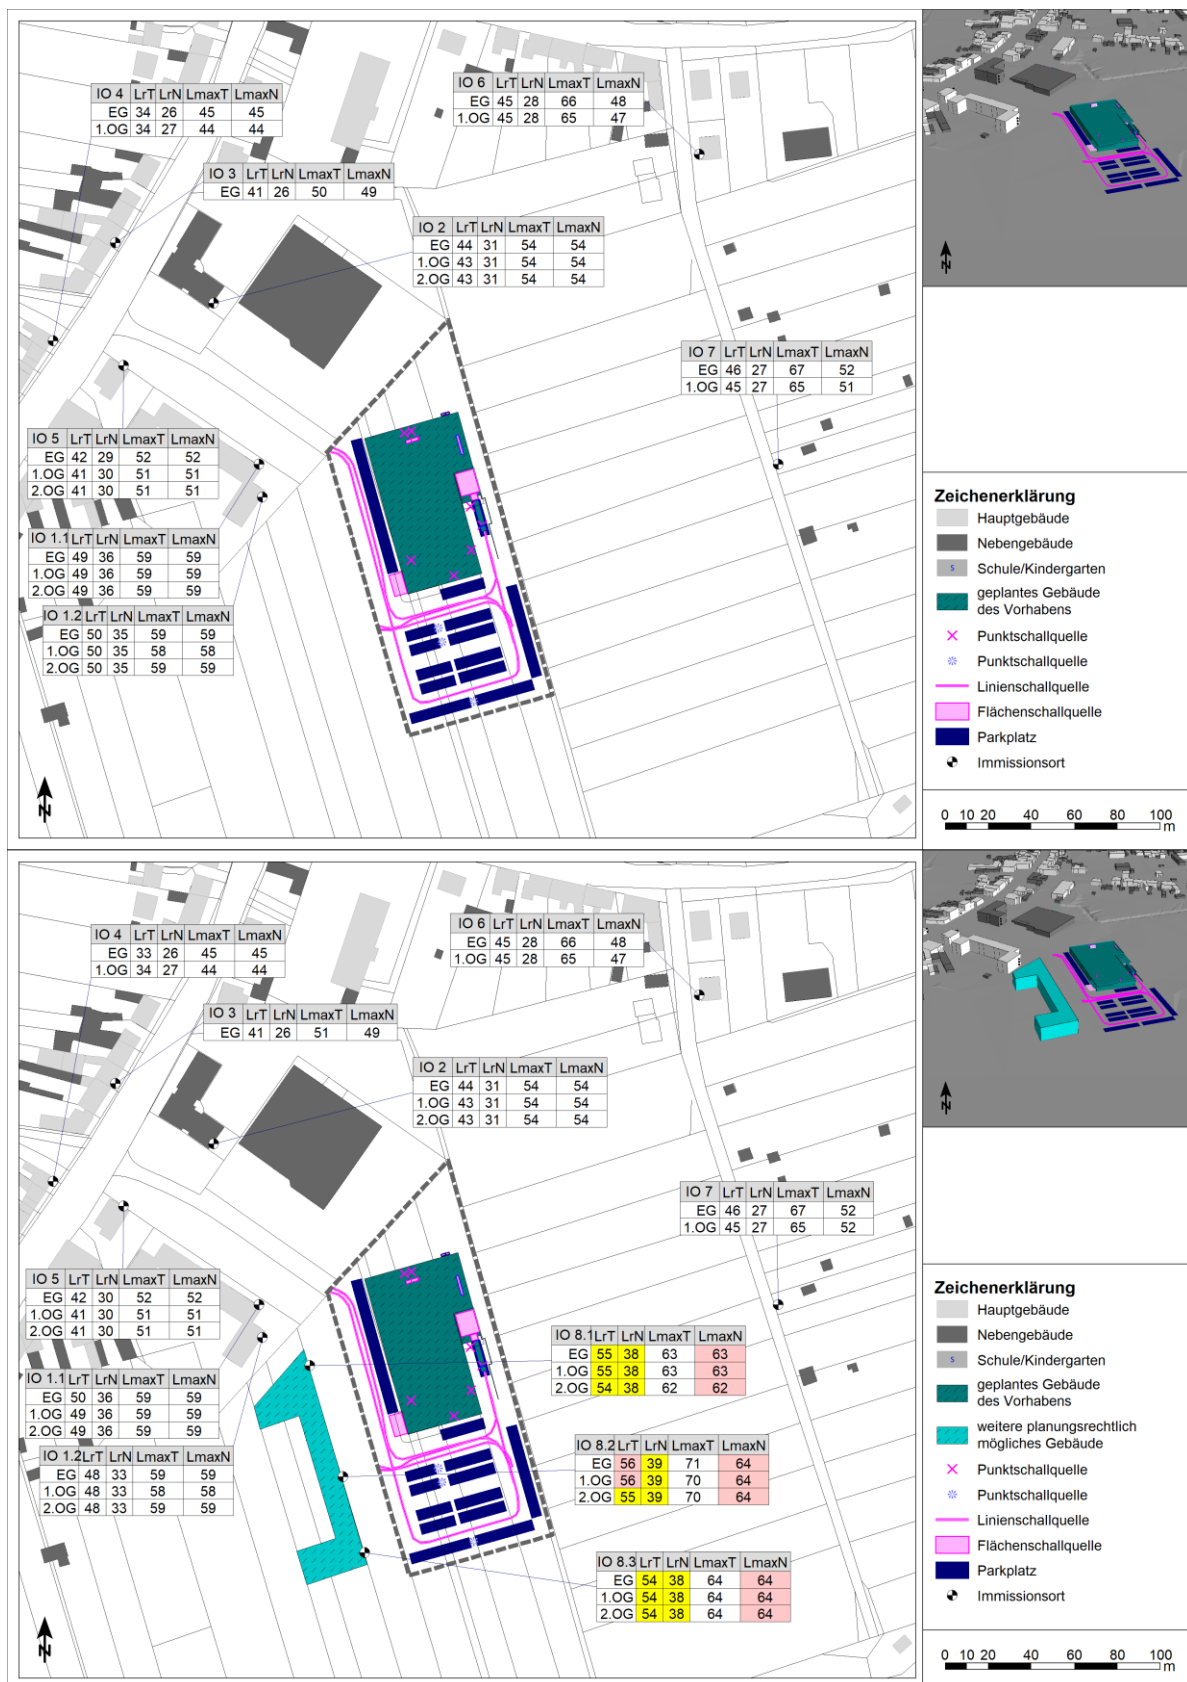 IO 4 LrT LrN LmaxT LmaxN
EG 34 26 45 45
1.OG 34 27 44 44
IO 6 LrT LrN LmaxT LmaxN
EG 45 28 66 48
1.OG 45 28 65 47
IO 3 LrT LrN LmaxT LmaxN
EG 41 26 50 49
IO 2 LrT LrN LmaxT LmaxN
EG 44 31 54 54
1.OG 43 31 54 54
2.OG 43 31 54 54
IO 7 LrT LrN LmaxT LmaxN
EG 46 27 67 52
1.OG 45 27 65 51
IO 5 LrT LrN LmaxT LmaxN
EG 42 29 52 52
1.OG 41 30 51 51
2.OG 41 30 51 51
IO 1.1 LrT LrN LmaxT LmaxN
EG 49 36 59 59
1.OG 49 36 59 59
2.OG 49 36 59 59
IO 1.2 LrT LrN LmaxT LmaxN
EG 50 35 59 59
1.OG 50 35 58 58
2.OG 50 35 59 59
N
N
Zeichenerklärung
Hauptgebäude
Nebengebäude
S Schule/Kindergarten
geplantes Gebäude
des Vorhabens
Punktschallquelle
Punktschallquelle
Linienschallquelle
Flächenschallquelle
Parkplatz
Immissionsort
0 10 20 40 60 80 100
m
IO 4 LrT LrN LmaxT LmaxN
EG 33 26 45 45
1.OG 34 27 44 44
IO 6 LrT LrN LmaxT LmaxN
EG 45 28 66 48
1.OG 45 28 65 47
IO 3 LrT LrN LmaxT LmaxN
EG 41 26 51 49
IO 2 LrT LrN LmaxT LmaxN
EG 44 31 54 54
1.OG 43 31 54 54
2.OG 43 31 54 54
IO 7 LrT LrN LmaxT LmaxN
EG 46 27 67 52
1.OG 45 27 65 52
IO 5 LrT LrN LmaxT LmaxN
EG 42 30 52 52
1.OG 41 30 51 51
2.OG 41 30 51 51
IO 8.1 LrT LrN LmaxT LmaxN
EG 55 38 63 63
1.OG 55 38 63 63
2.OG 54 38 62 62
IO 1.1 LrT LrN LmaxT LmaxN
EG 50 36 59 59
1.OG 49 36 59 59
2.OG 49 36 59 59
IO 8.2 LrT LrN LmaxT LmaxN
EG 56 39 71 64
1.OG 56 39 70 64
2.OG 55 39 70 64
IO 1.2 LrT LrN LmaxT LmaxN
EG 48 33 59 59
1.OG 48 33 58 58
2.OG 48 33 59 59
IO 8.3 LrT LrN LmaxT LmaxN
EG 54 38 64 64
1.OG 54 38 64 64
2.OG 54 38 64 64
N
N
Zeichenerklärung
Hauptgebäude
Nebengebäude
S Schule/Kindergarten
geplantes Gebäude
des Vorhabens
weitere planungsrechtlich
mögliches Gebäude
Punktschallquelle
Punktschallquelle
Linienschallquelle
Flächenschallquelle
Parkplatz
Immissionsort
0 10 20 40 60 80 100
m